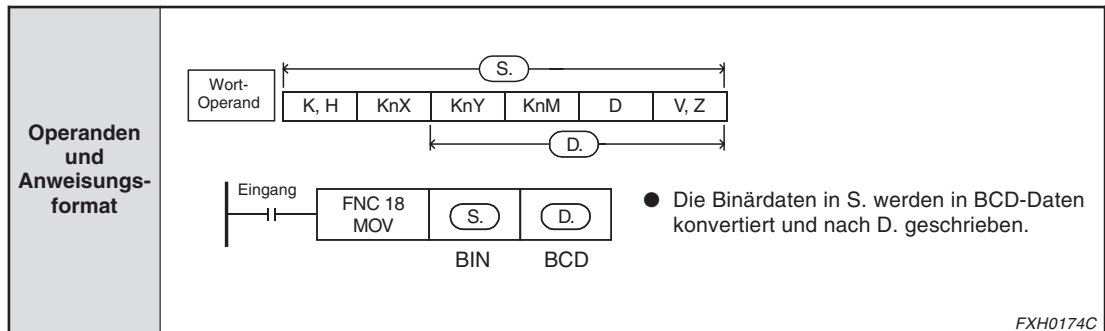 Operanden
und
Anweisungs-
format
Wort-
Operand
S.
K, H KnX KnY KnM D V, Z
D.
Eingang
FNC 18
MOV
S. D.
BIN BCD
● Die Binärdaten in S. werden in BCD-Daten
konvertiert und nach D. geschrieben.
FXH0174C